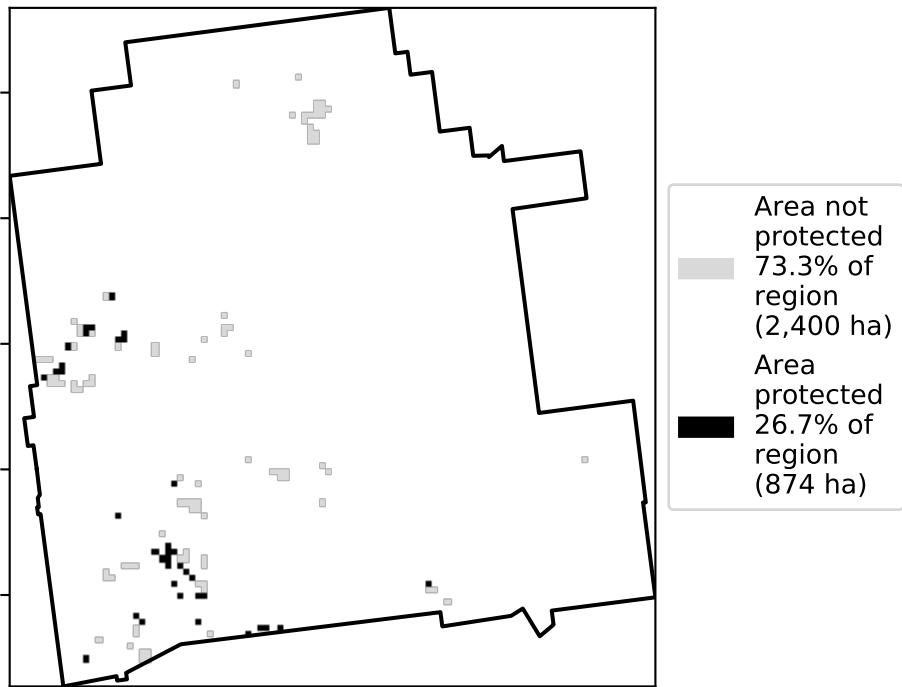 Area not
protected
73.3% of
region
(2,400 ha)
Area
protected
26.7% of
region
(874 ha)